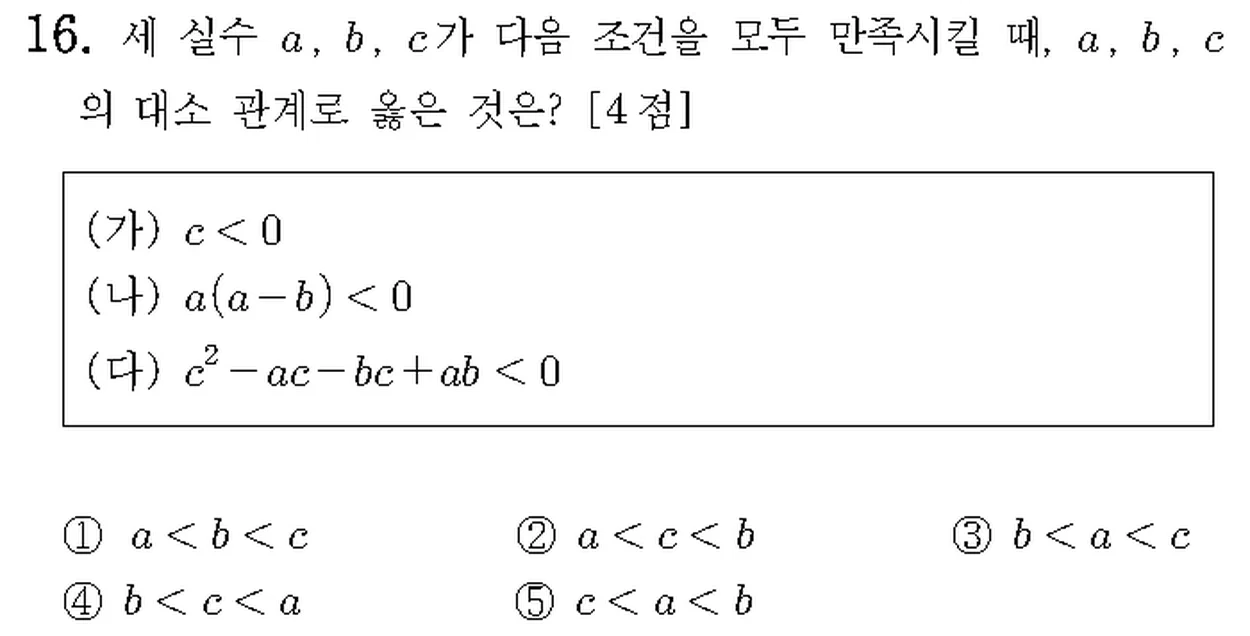 16. 세 실수 a, b, c가 다음 조건을 모두 만족시킬 때, a, b, c
의 대소 관계로 옳은 것은? [4점]
(가) c < 0
(나) a(a-b) < 0
(다) c² - ac - bc + ab < 0
① a < b < c ② a < c < b ③ b < a < c
④ b < c < a ⑤ c < a < b